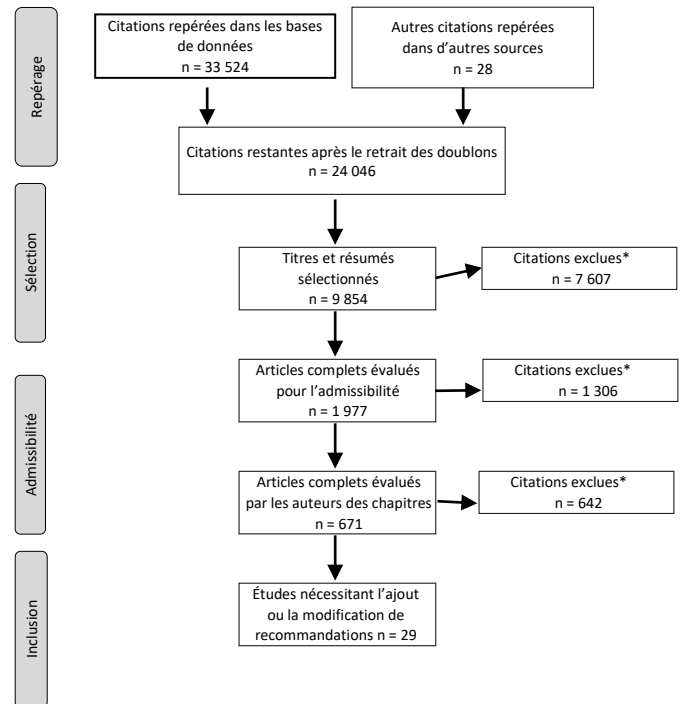 Repérage
Citations repérées dans les bases
de données
n = 33 524
Autres citations repérées
dans d’autres sources
n = 28
Citations restantes après le retrait des doublons
n = 24 046
Sélection
Titres et résumés
sélectionnés
n = 9 854
Citations exclues*
n = 7 607
Articles complets évalués
pour l’admissibilité
n = 1 977
Citations exclues*
n = 1 306
Admissibilité
Articles complets évalués
par les auteurs des chapitres
n = 671
Citations exclues*
n = 642
Inclusion
Études nécessitant l’ajout
ou la modification de
recommandations n = 29